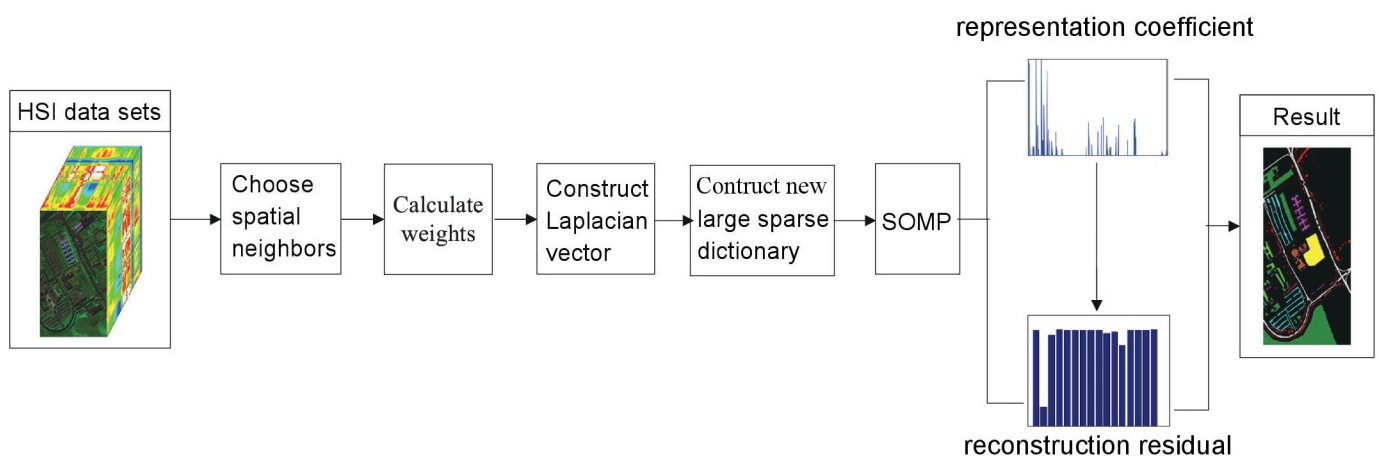 representation coefficient
HSI data sets
Choose
spatial
neighbors
Calculate
weights
Construct
Laplacian
vector
Contruct new
large sparse
dictionary
SOMP
Result
reconstruction residual